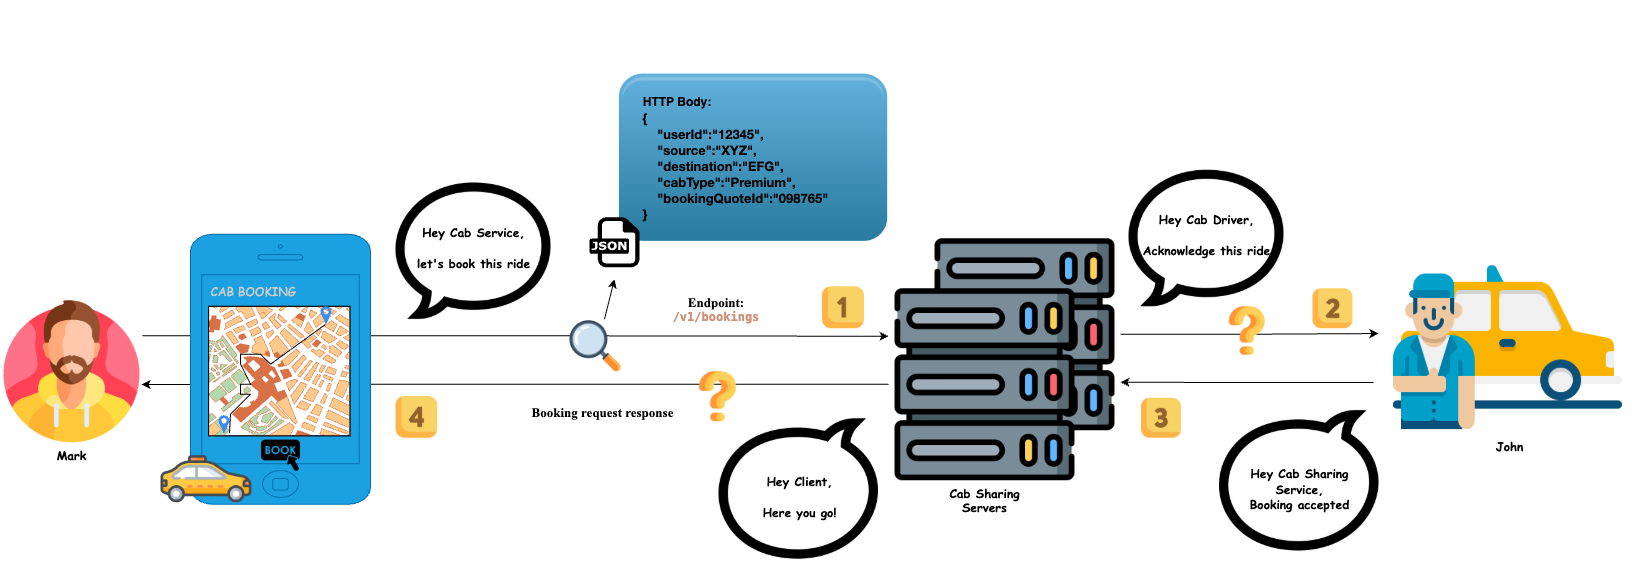 HTTP Body:
{
"userId":"12345",
"source":"XYZ",
"destination":"EFG",
"cabType":"Premium",
"bookingQuoteId":"098765"
}
JSON
Hey Cab Service,
let's book this ride
Hey Cab Driver,
Acknowledge this ride
CAB BOOKING
BOOK
Mark
Endpoint:
/v1/bookings
1
?
2
?
4
3
Booking request response
Hey Client,
Here you go!
Cab Sharing
Servers
Hey Cab Sharing
Service,
Booking accepted
John